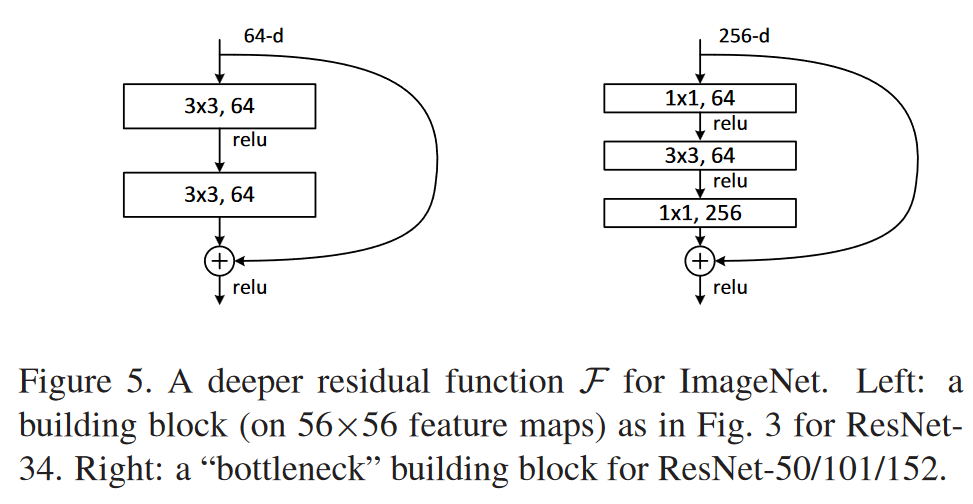 64-d
3x3, 64
relu
3x3, 64
+
relu
256-d
1x1, 64
relu
3x3, 64
relu
1x1, 256
+
relu
Figure 5. A deeper residual function F for ImageNet. Left: a
building block (on 56×56 feature maps) as in Fig. 3 for ResNet-
34. Right: a “bottleneck” building block for ResNet-50/101/152.